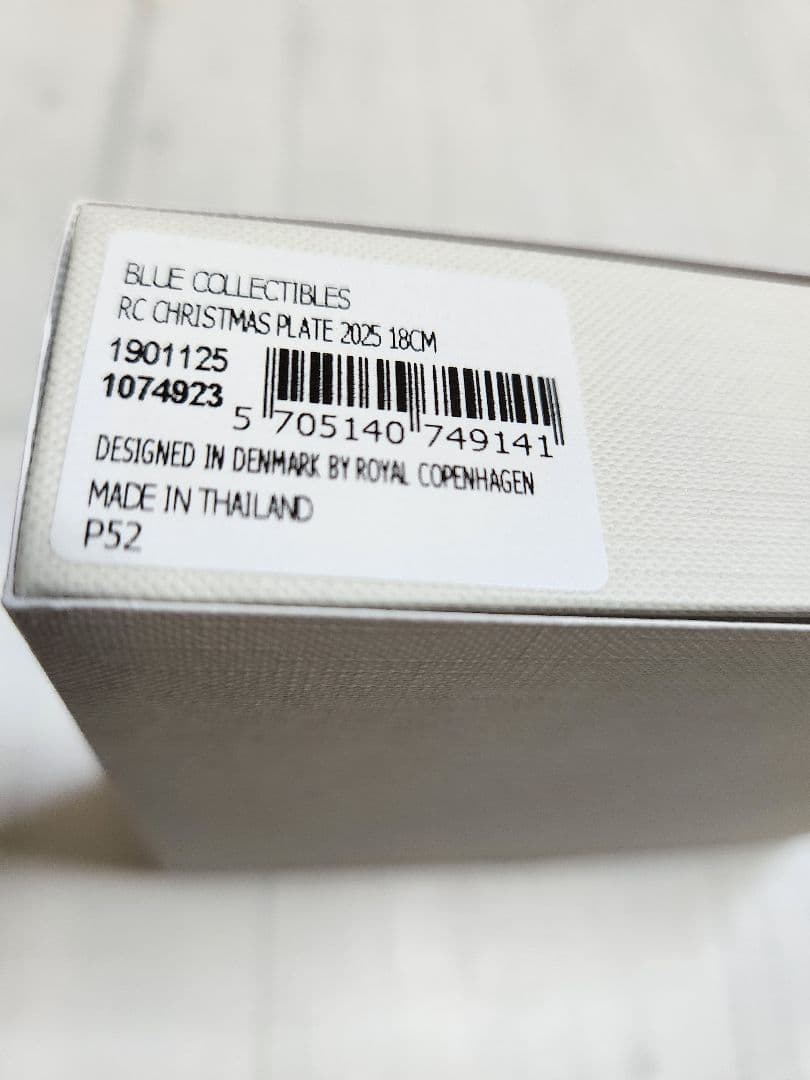 BLUE COLLECTIBLES
RC CHRISTMAS PLATE 2025 18CM
1901125
1074923
5 705140 749141
DESIGNED IN DENMARK BY ROYAL COPENHAGEN
MADE IN THAILAND
P52